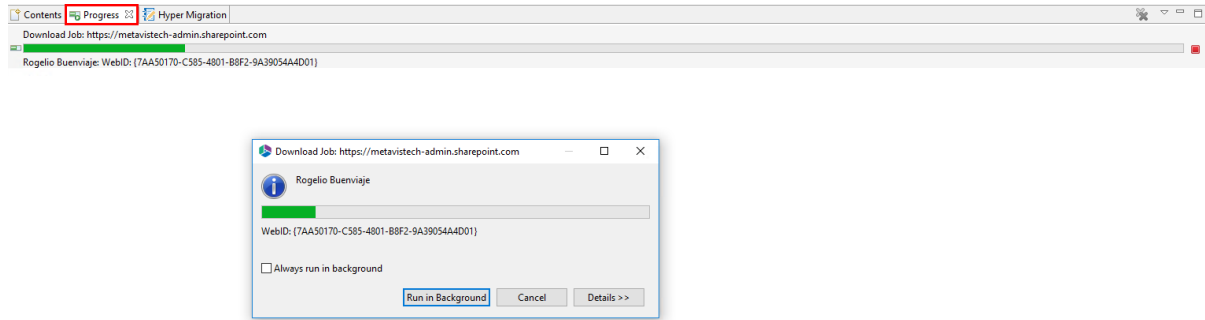 Contents Progress Hyper Migration
Download Job: https://metavistech-admin.sharepoint.com
Rogelio Buenviaje: WebID: {7AA50170-C585-4801-B8F2-9A39054A4D01}
Download Job: https://metavistech-admin.sharepoint.com
Rogelio Buenviaje
WebID: {7AA50170-C585-4801-B8F2-9A39054A4D01}
Always run in background
Run in Background Cancel Details >>